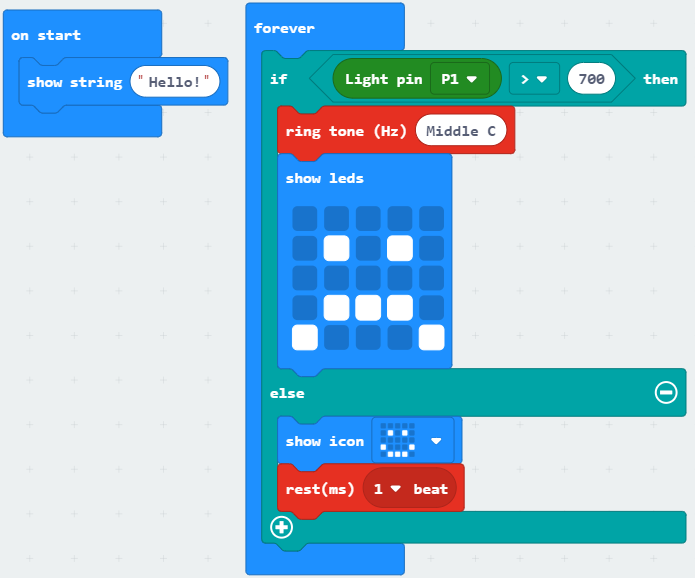 on start
show string "Hello!"
forever
if Light pin P1 > 700 then
ring tone (Hz) Middle C
show leds
else
show icon
rest(ms) 1 beat